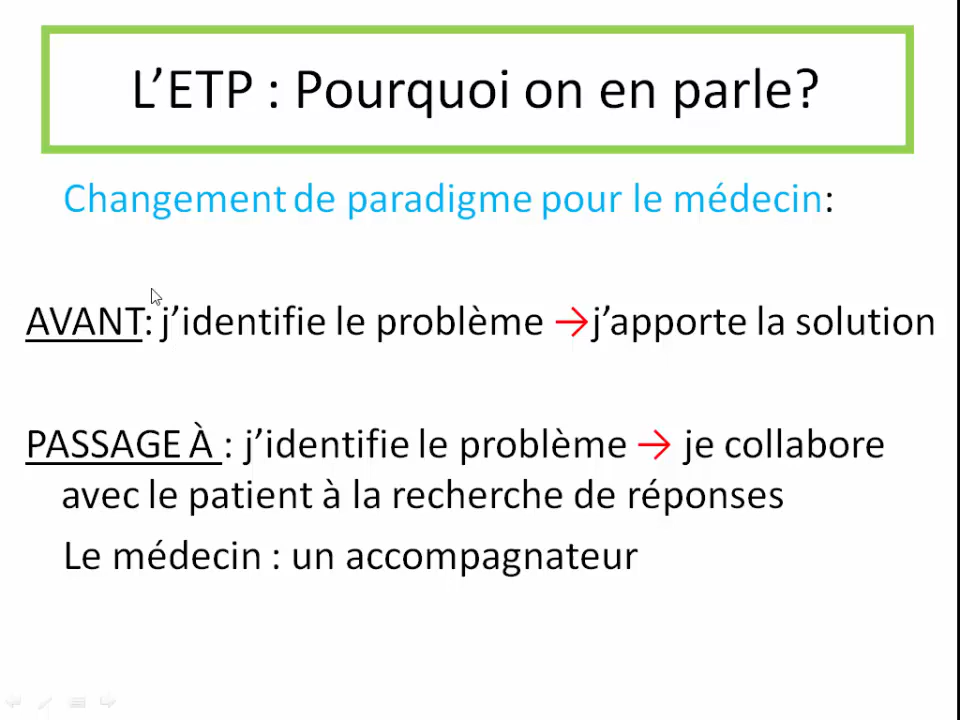 L’ETP : Pourquoi on en parle?
Changement de paradigme pour le médecin:
AVANT: j’identifie le problème →j’apporte la solution
PASSAGE À : j’identifie le problème → je collabore
avec le patient à la recherche de réponses
Le médecin : un accompagnateur